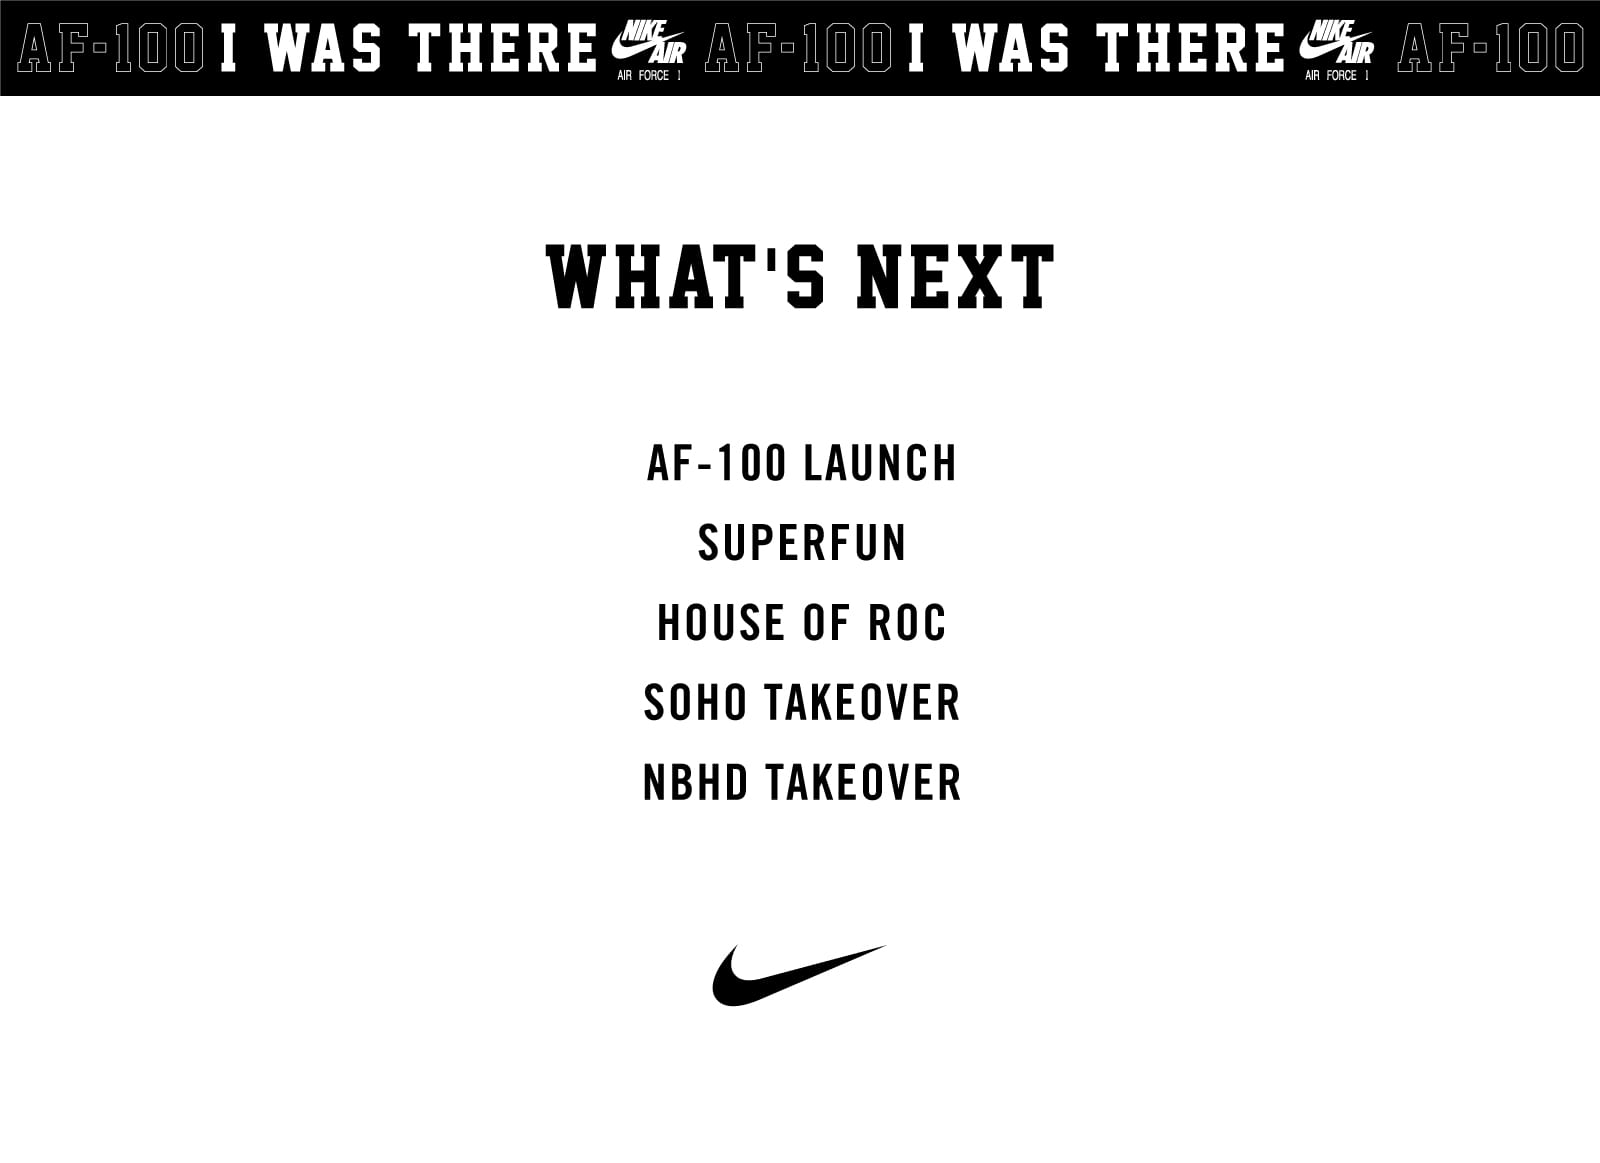 AF-100 I WAS THERE NIKE AIR AF-100 I WAS THERE NIKE AIR AF-100
AIR FORCE 1 AIR FORCE 1
WHAT'S NEXT
AF-100 LAUNCH
SUPERFUN
HOUSE OF ROC
SOHO TAKEOVER
NBHD TAKEOVER